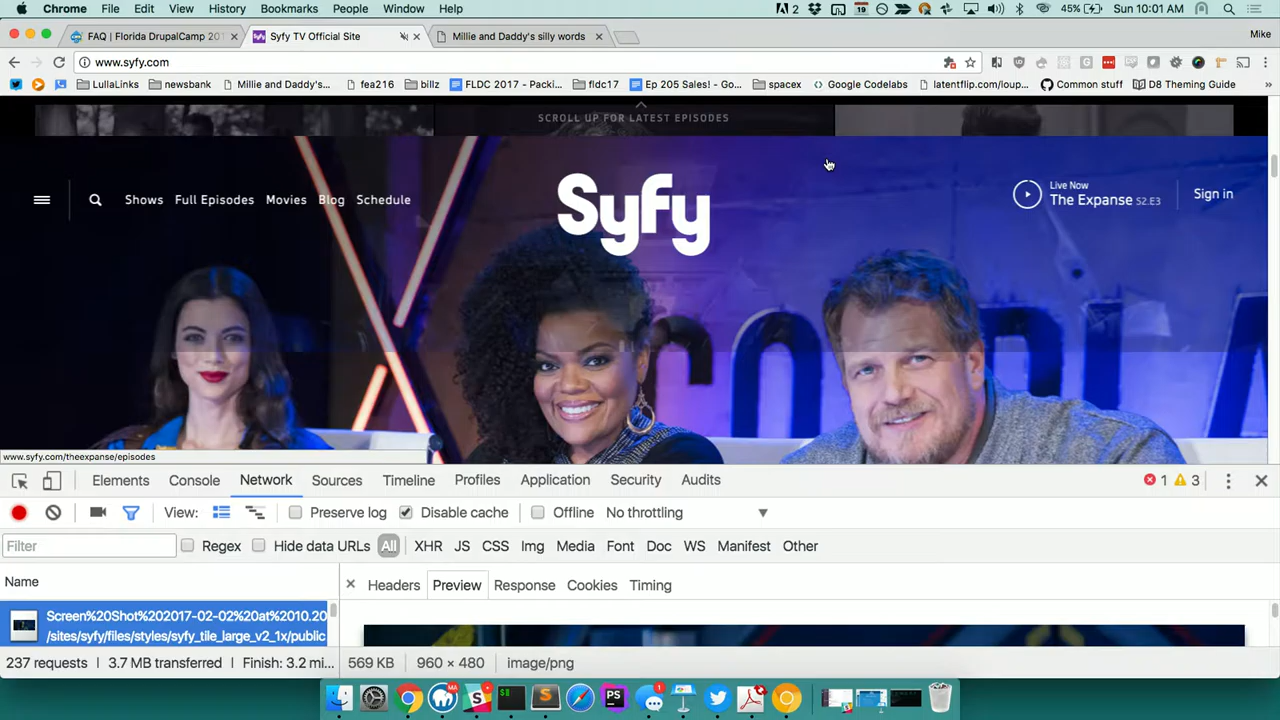 Chrome File Edit View History Bookmarks People Window Help 2 19 45% Sun 10:01 AM
FAQ | Florida DrupalCamp 201 Syfy TV Official Site Millie and Daddy's silly words Mike
www.syfy.com
LullaLinks newsbank Millie and Daddy's... fea216 billz FLDC 2017 - Packi... fldc17 Ep 205 Sales! - Go... spacex Google Codelabs latentflip.com/loup... Common stuff D8 Theming Guide
SCROLL UP FOR LATEST EPISODES
Shows Full Episodes Movies Blog Schedule
Syfy
Live Now
The Expanse S2.E3
Sign in
www.syfy.com/theexpanse/episodes
Elements Console Network Sources Timeline Profiles Application Security Audits 1 3
View: Preserve log Disable cache Offline No throttling
Filter Regex Hide data URLs All XHR JS CSS Img Media Font Doc WS Manifest Other
Name Headers Preview Response Cookies Timing
Screen%20Shot%202017-02-02%20at%2010.20
/sites/syfy/files/styles/syfy_tile_large_v2_1x/public
237 requests | 3.7 MB transferred | Finish: 3.2 mi... 569 KB 960 × 480 image/png
MA $ S PS 1